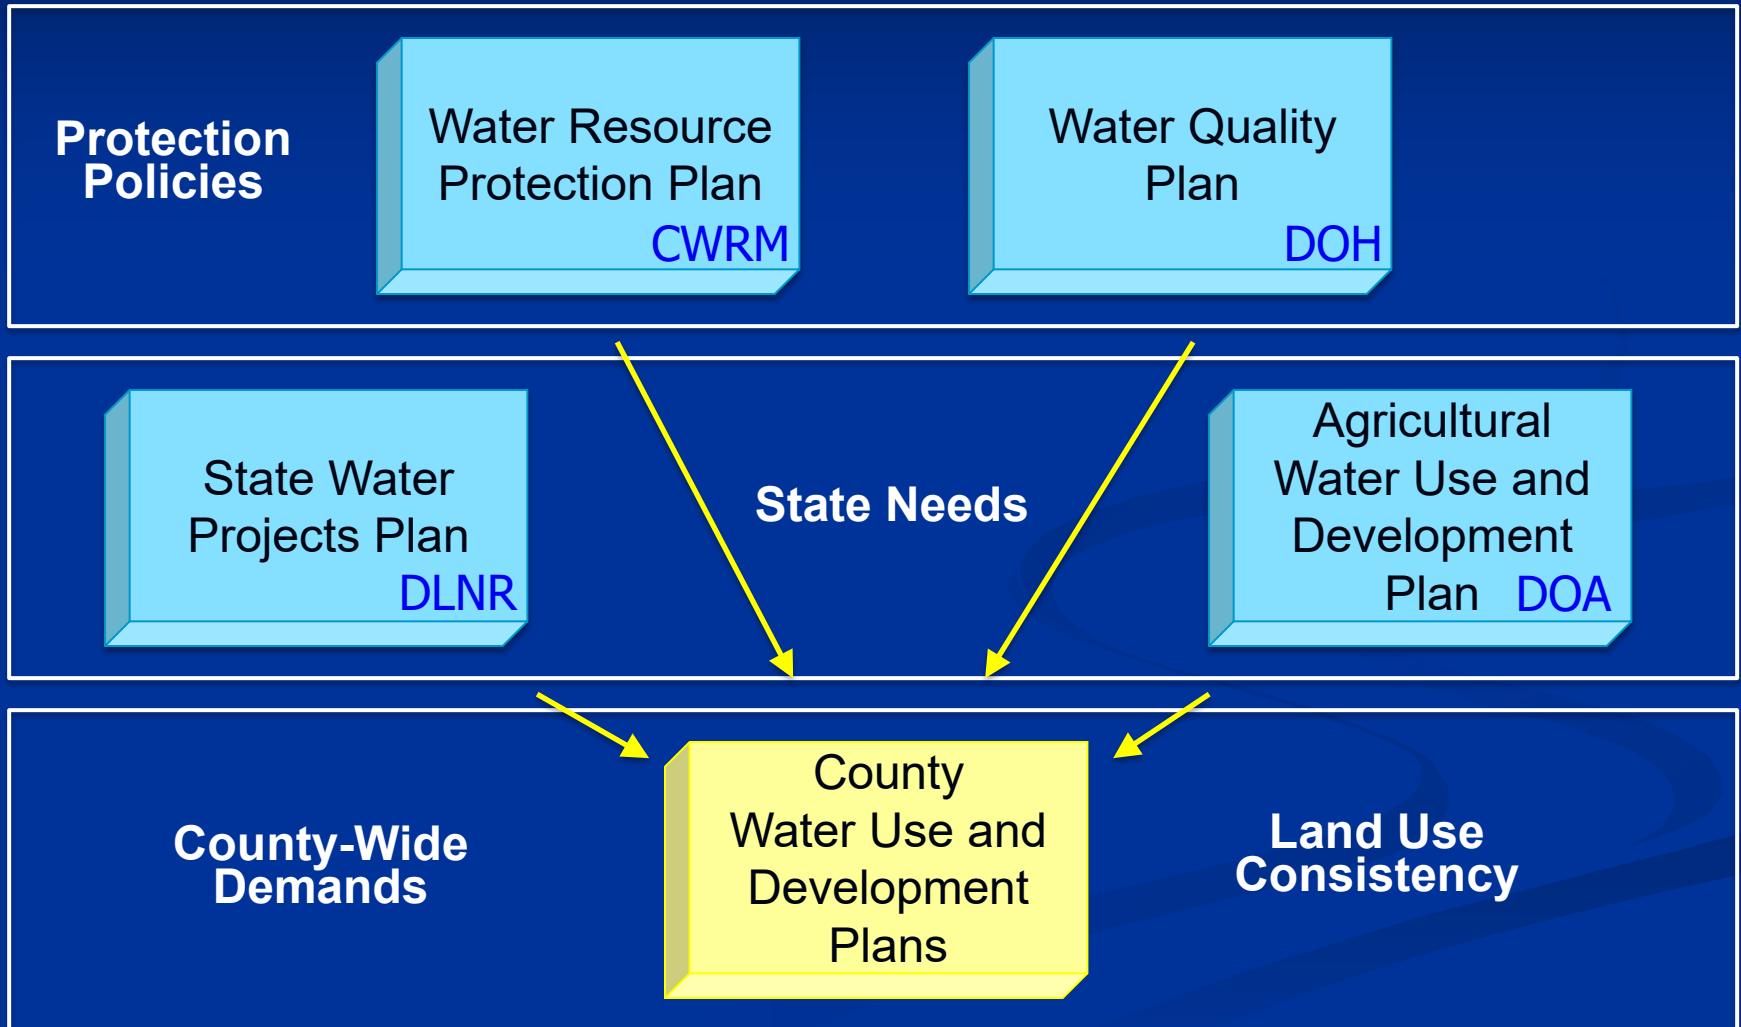 Protection
Policies
Water Resource
Protection Plan
CWRM
Water Quality
Plan
DOH
State Water
Projects Plan
DLNR
State Needs
Agricultural
Water Use and
Development
Plan DOA
County-Wide
Demands
County
Water Use and
Development
Plans
Land Use
Consistency